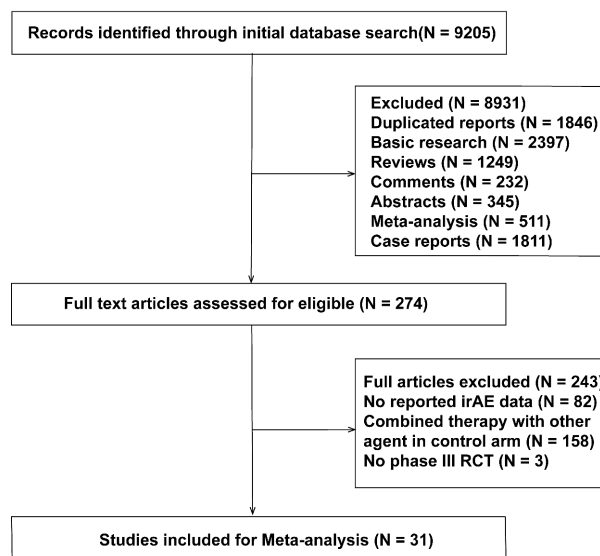 Records identified through initial database search(N = 9205)
Excluded (N = 8931)
Duplicated reports (N = 1846)
Basic research (N = 2397)
Reviews (N = 1249)
Comments (N = 232)
Abstracts (N = 345)
Meta-analysis (N = 511)
Case reports (N = 1811)
Full text articles assessed for eligible (N = 274)
Full articles excluded (N = 243)
No reported irAE data (N = 82)
Combined therapy with other
agent in control arm (N = 158)
No phase III RCT (N = 3)
Studies included for Meta-analysis (N = 31)